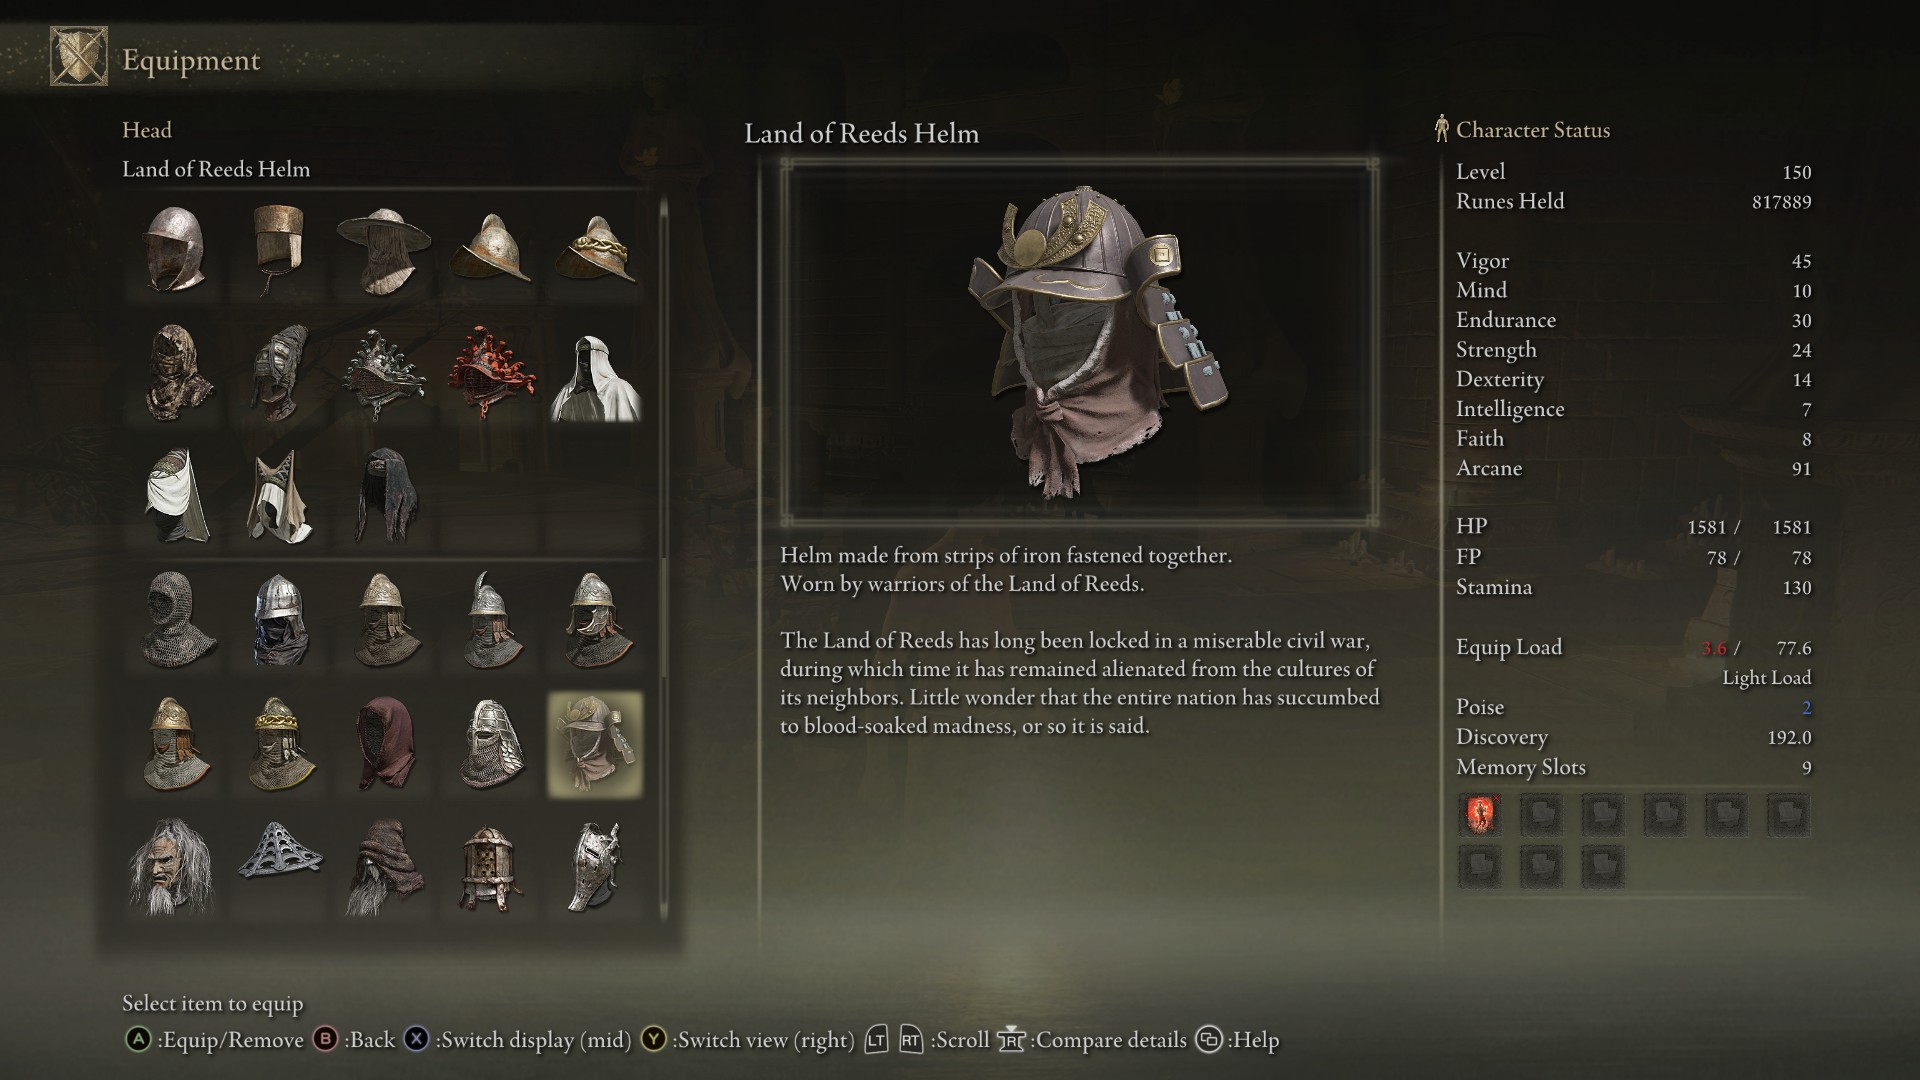 Equipment
Head
Land of Reeds Helm
Land of Reeds Helm
Helm made from strips of iron fastened together.
Worn by warriors of the Land of Reeds.
The Land of Reeds has long been locked in a miserable civil war,
during which time it has remained alienated from the cultures of
its neighbors. Little wonder that the entire nation has succumbed
to blood-soaked madness, or so it is said.
Character Status
Level 150
Runes Held 817889
Vigor 45
Mind 10
Endurance 30
Strength 24
Dexterity 14
Intelligence 7
Faith 8
Arcane 91
HP 1581 / 1581
FP 78 / 78
Stamina 130
Equip Load 3.6 / 77.6
Light Load
Poise 2
Discovery 192.0
Memory Slots 9
Select item to equip
A :Equip/Remove B :Back X :Switch display (mid) Y :Switch view (right) LT RT :Scroll R :Compare details :Help